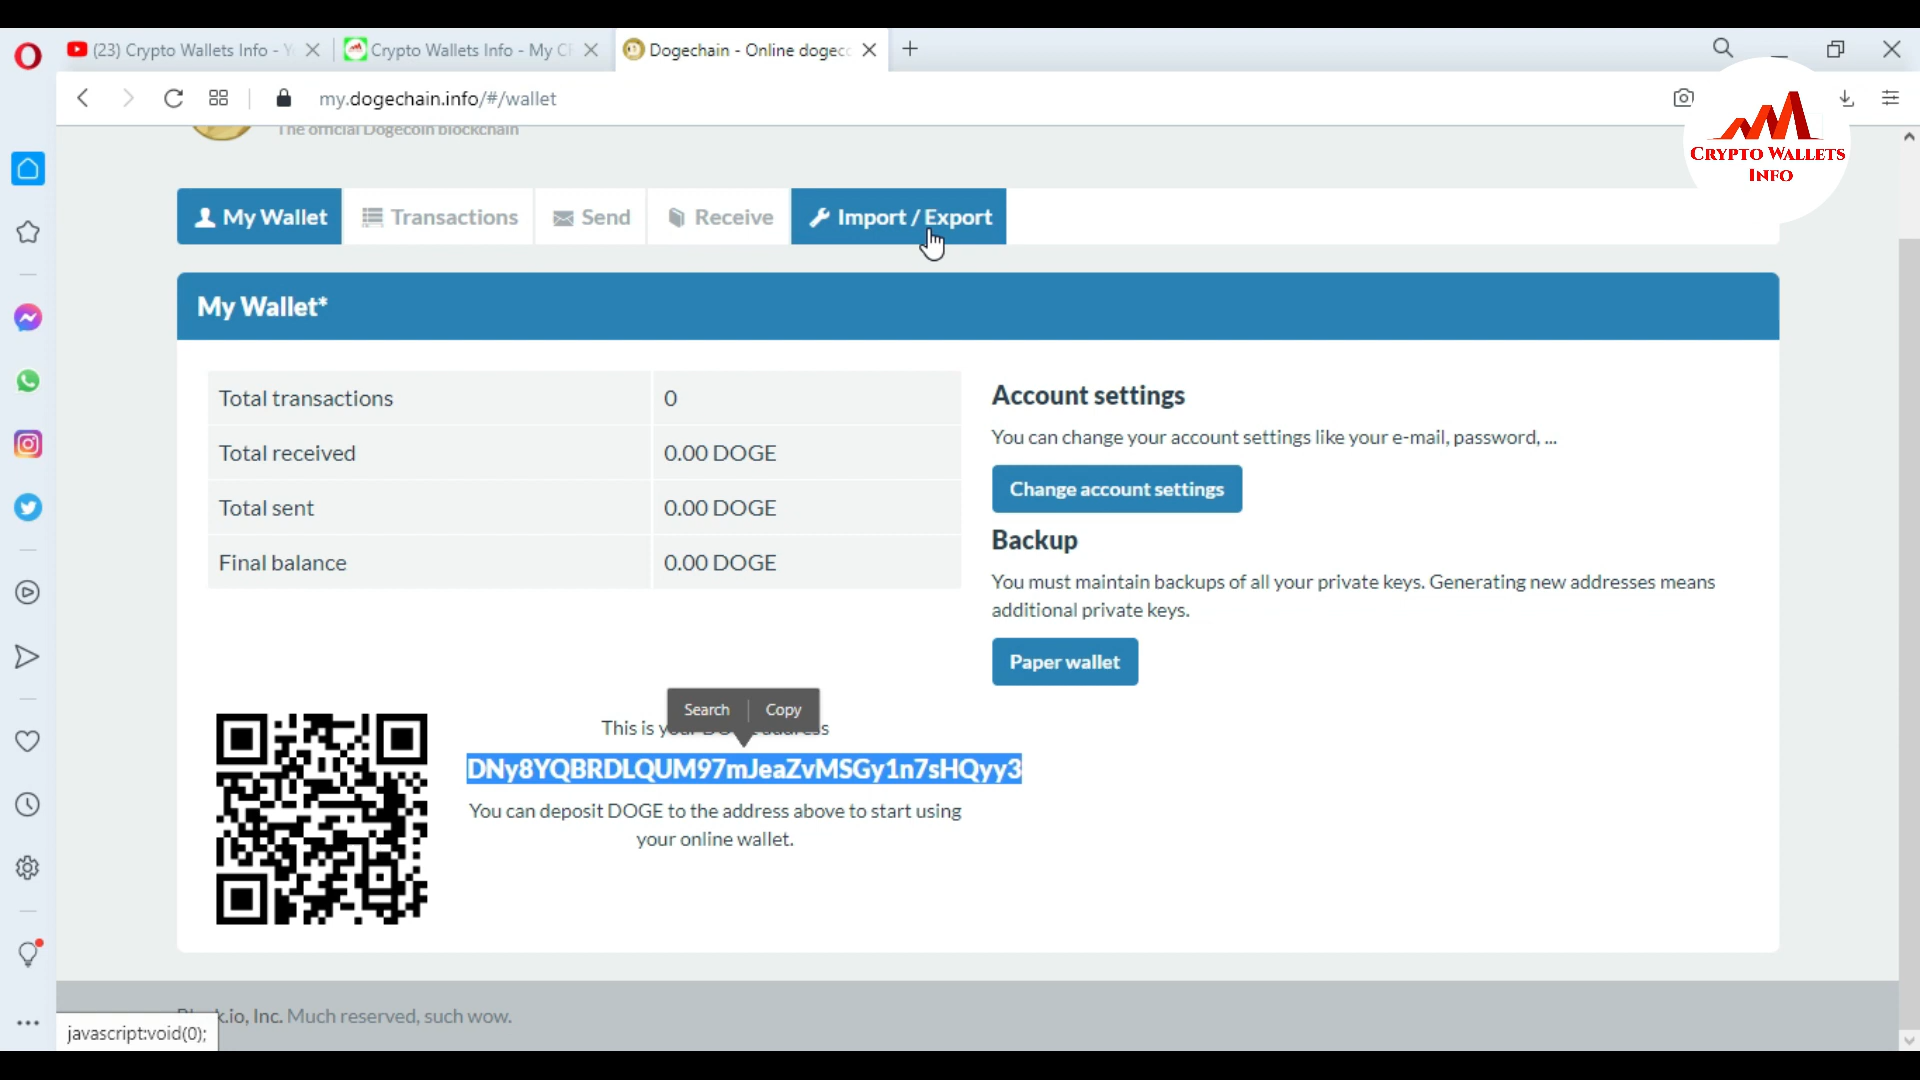 (23) Crypto Wallets Info - Y
Crypto Wallets Info - My C
Dogechain - Online dogec
my.dogechain.info/#/wallet
CRYPTO WALLETS
INFO
The official Dogecoin blockchain
My Wallet
Transactions
Send
Receive
Import / Export
My Wallet*
Total transactions 0
Total received 0.00 DOGE
Total sent 0.00 DOGE
Final balance 0.00 DOGE
Account settings
You can change your account settings like your e-mail, password, ...
Change account settings
Backup
You must maintain backups of all your private keys. Generating new addresses means
additional private keys.
Paper wallet
Search Copy
This is your DOGE address
DNy8YQBRDLQUM97mJeaZvMSGy1n7sHQyy3
You can deposit DOGE to the address above to start using
your online wallet.
k.io, Inc. Much reserved, such wow.
javascript:void(0);